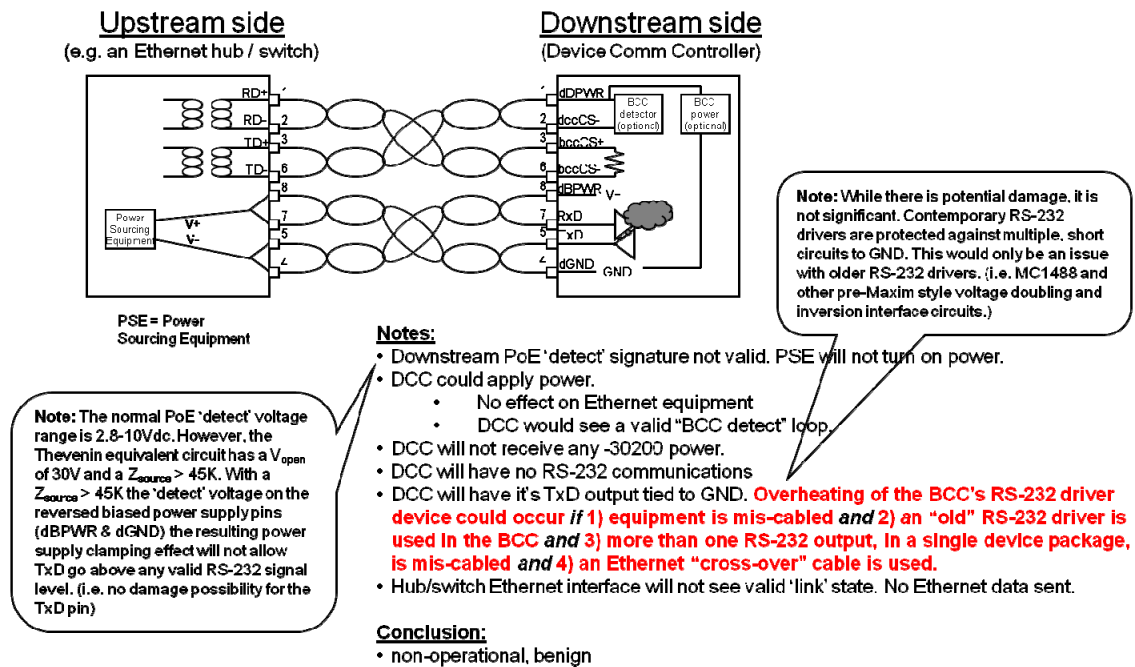 Upstream side
(e.g. an Ethernet hub / switch)
Downstream side
(Device Comm Controller)
RD+
RD-
2
TD+
3
TD-
6
8
7
5
Power
Sourcing
Equipment
V+
V-
dDPWR
2
dccCS-
3
bccCS+
6
bccCS-
8
dBPWR
V-
7
RxD
5
TxD
dGND
GND
BCC
detector
(optional)
BCC
power
(optional)
PSE = Power
Sourcing Equipment
Note: While there is potential damage, it is
not significant. Contemporary RS-232
drivers are protected against multiple, short
circuits to GND. This would only be an issue
with older RS-232 drivers. (i.e. MC1488 and
other pre-Maxim style voltage doubling and
inversion interface circuits.)
Notes:
• Downstream PoE 'detect' signature not valid. PSE will not turn on power.
• DCC could apply power.
• No effect on Ethernet equipment
• DCC would see a valid "BCC detect" loop.
• DCC will not receive any -30200 power.
• DCC will have no RS-232 communications
• DCC will have it's TxD output tied to GND. Overheating of the BCC's RS-232 driver
device could occur if 1) equipment is mis-cabled and 2) an "old" RS-232 driver is
used in the BCC and 3) more than one RS-232 output, in a single device package,
is mis-cabled and 4) an Ethernet "cross-over" cable is used.
• Hub/switch Ethernet interface will not see valid 'link' state. No Ethernet data sent.
Note: The normal PoE 'detect' voltage
range is 2.8-10Vdc. However, the
Thevenin equivalent circuit has a Vopen
of 30V and a Zsource > 45K. With a
Zsource > 45K the 'detect' voltage on the
reversed biased power supply pins
(dBPWR & dGND) the resulting power
supply clamping effect will not allow
TxD go above any valid RS-232 signal
level. (i.e. no damage possibility for the
TxD pin)
Conclusion:
• non-operational, benign